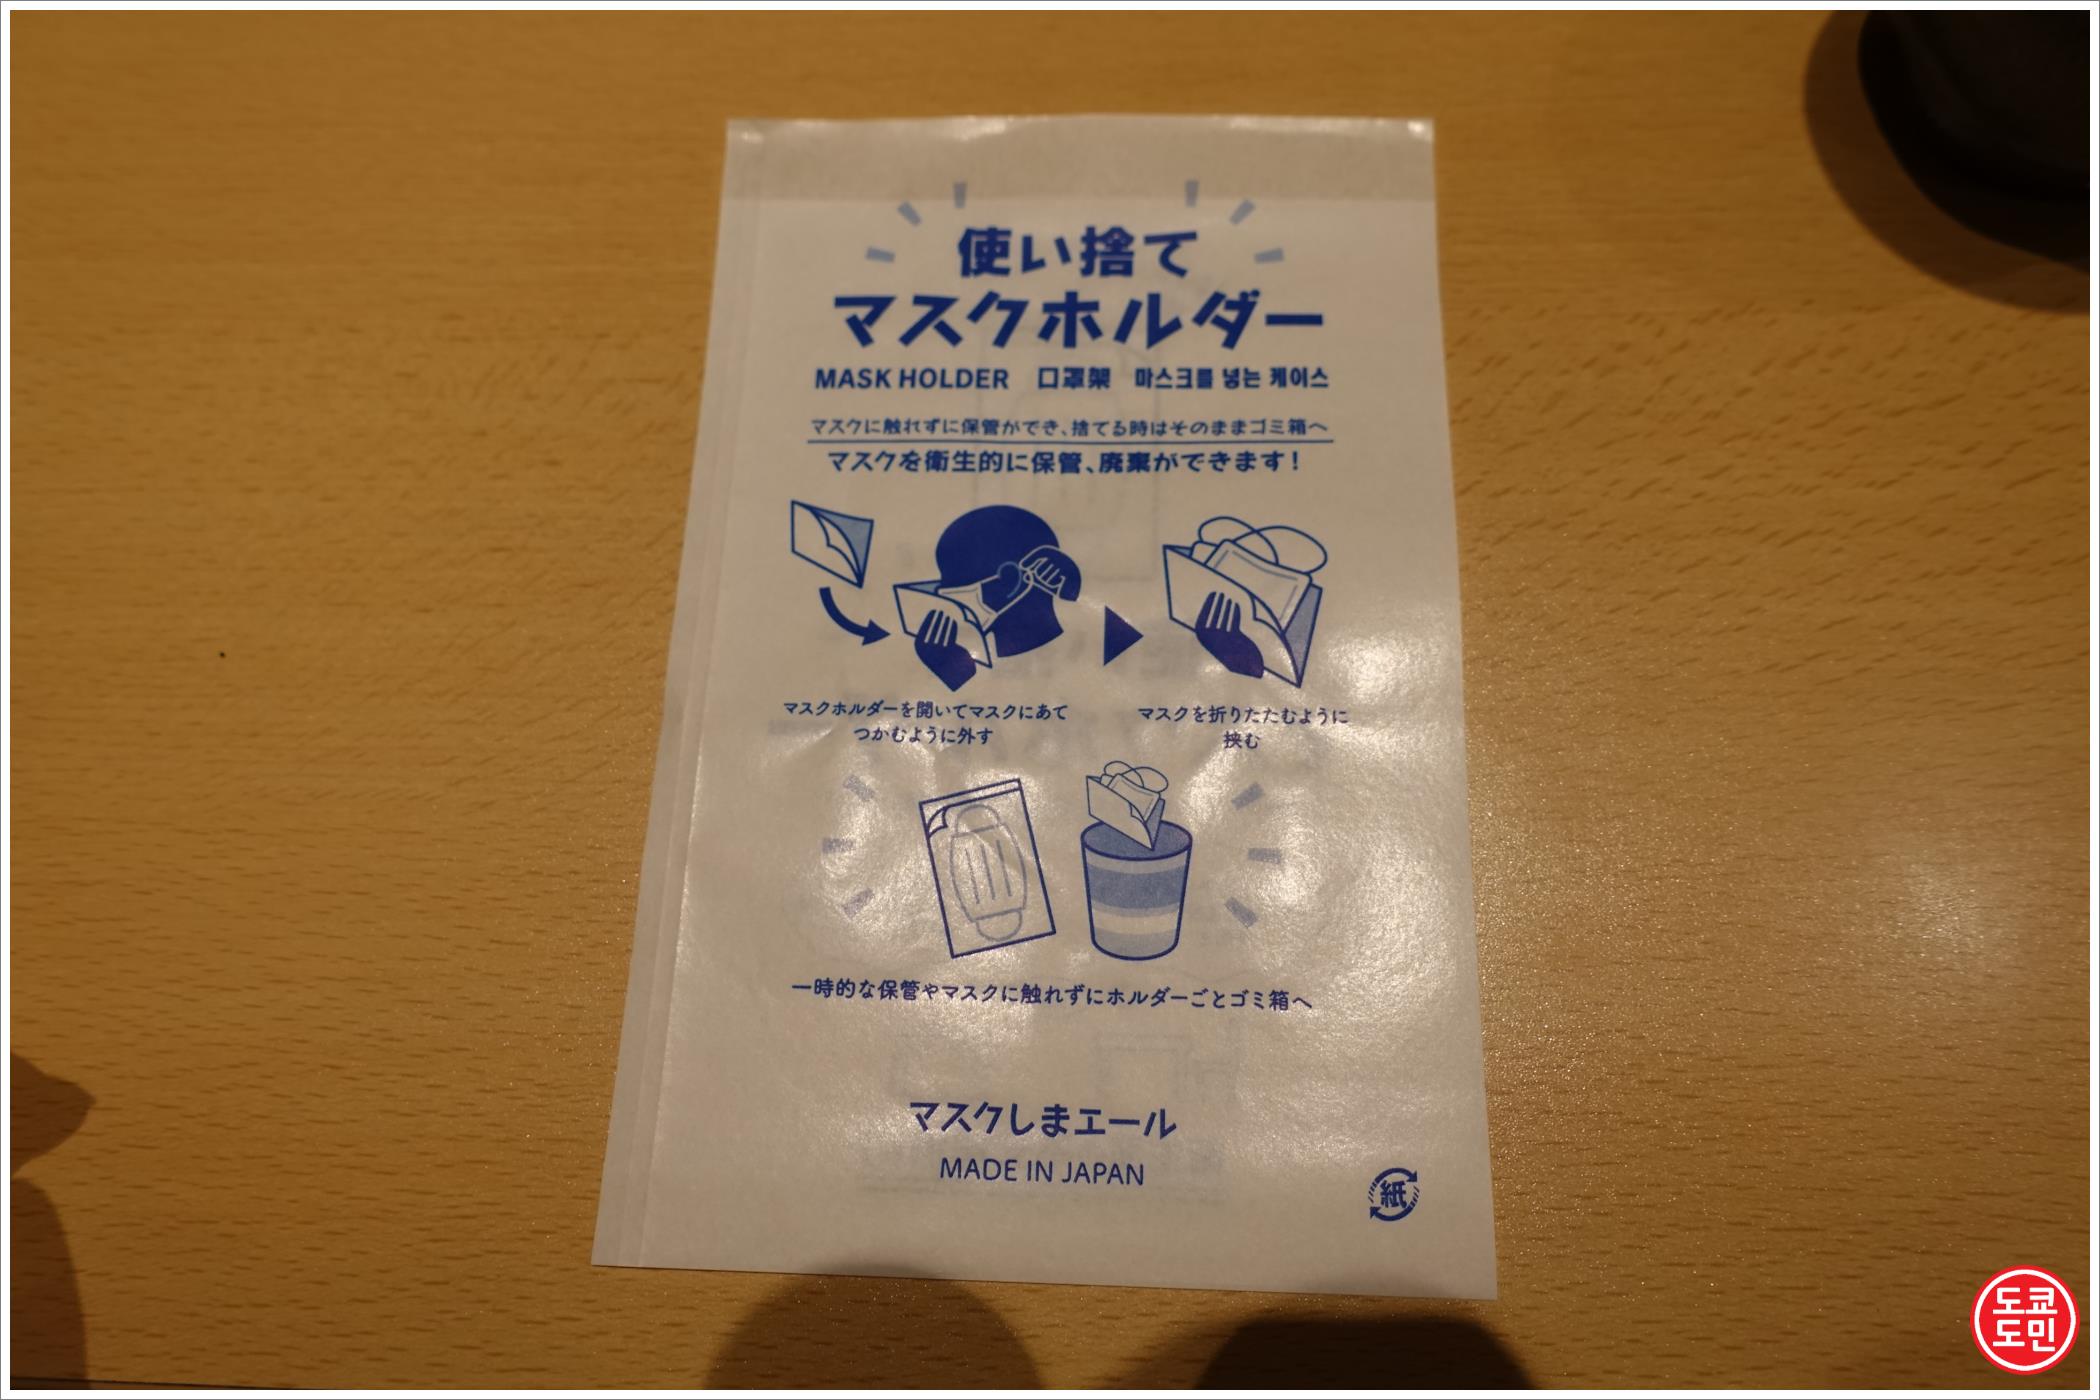 使い捨て
マスクホルダー
MASK HOLDER 口罩架 마스크를 넣는 케이스
マスクに触れずに保管ができ、捨てる時はそのままゴミ箱へ
マスクを衛生的に保管、廃棄ができます!
マスクホルダーを開いてマスクにあて
つかむように外す
マスクを折りたたむように
挟む
一時的な保管やマスクに触れずにホルダーごとゴミ箱へ
マスクしまエール
MADE IN JAPAN
紙
도쿄
도민